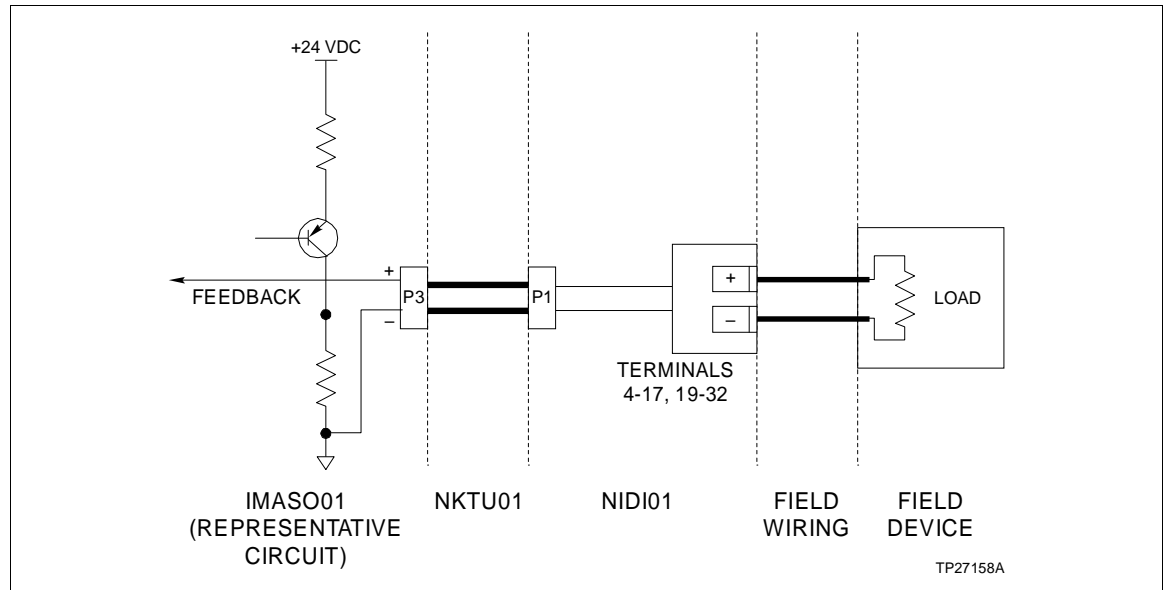 +24 VDC
+
FEEDBACK
–
P3
P1
+
–
LOAD
TERMINALS
4-17, 19-32
IMASO01
(REPRESENTATIVE
CIRCUIT)
NKTU01
NIDI01
FIELD
WIRING
FIELD
DEVICE
TP27158A